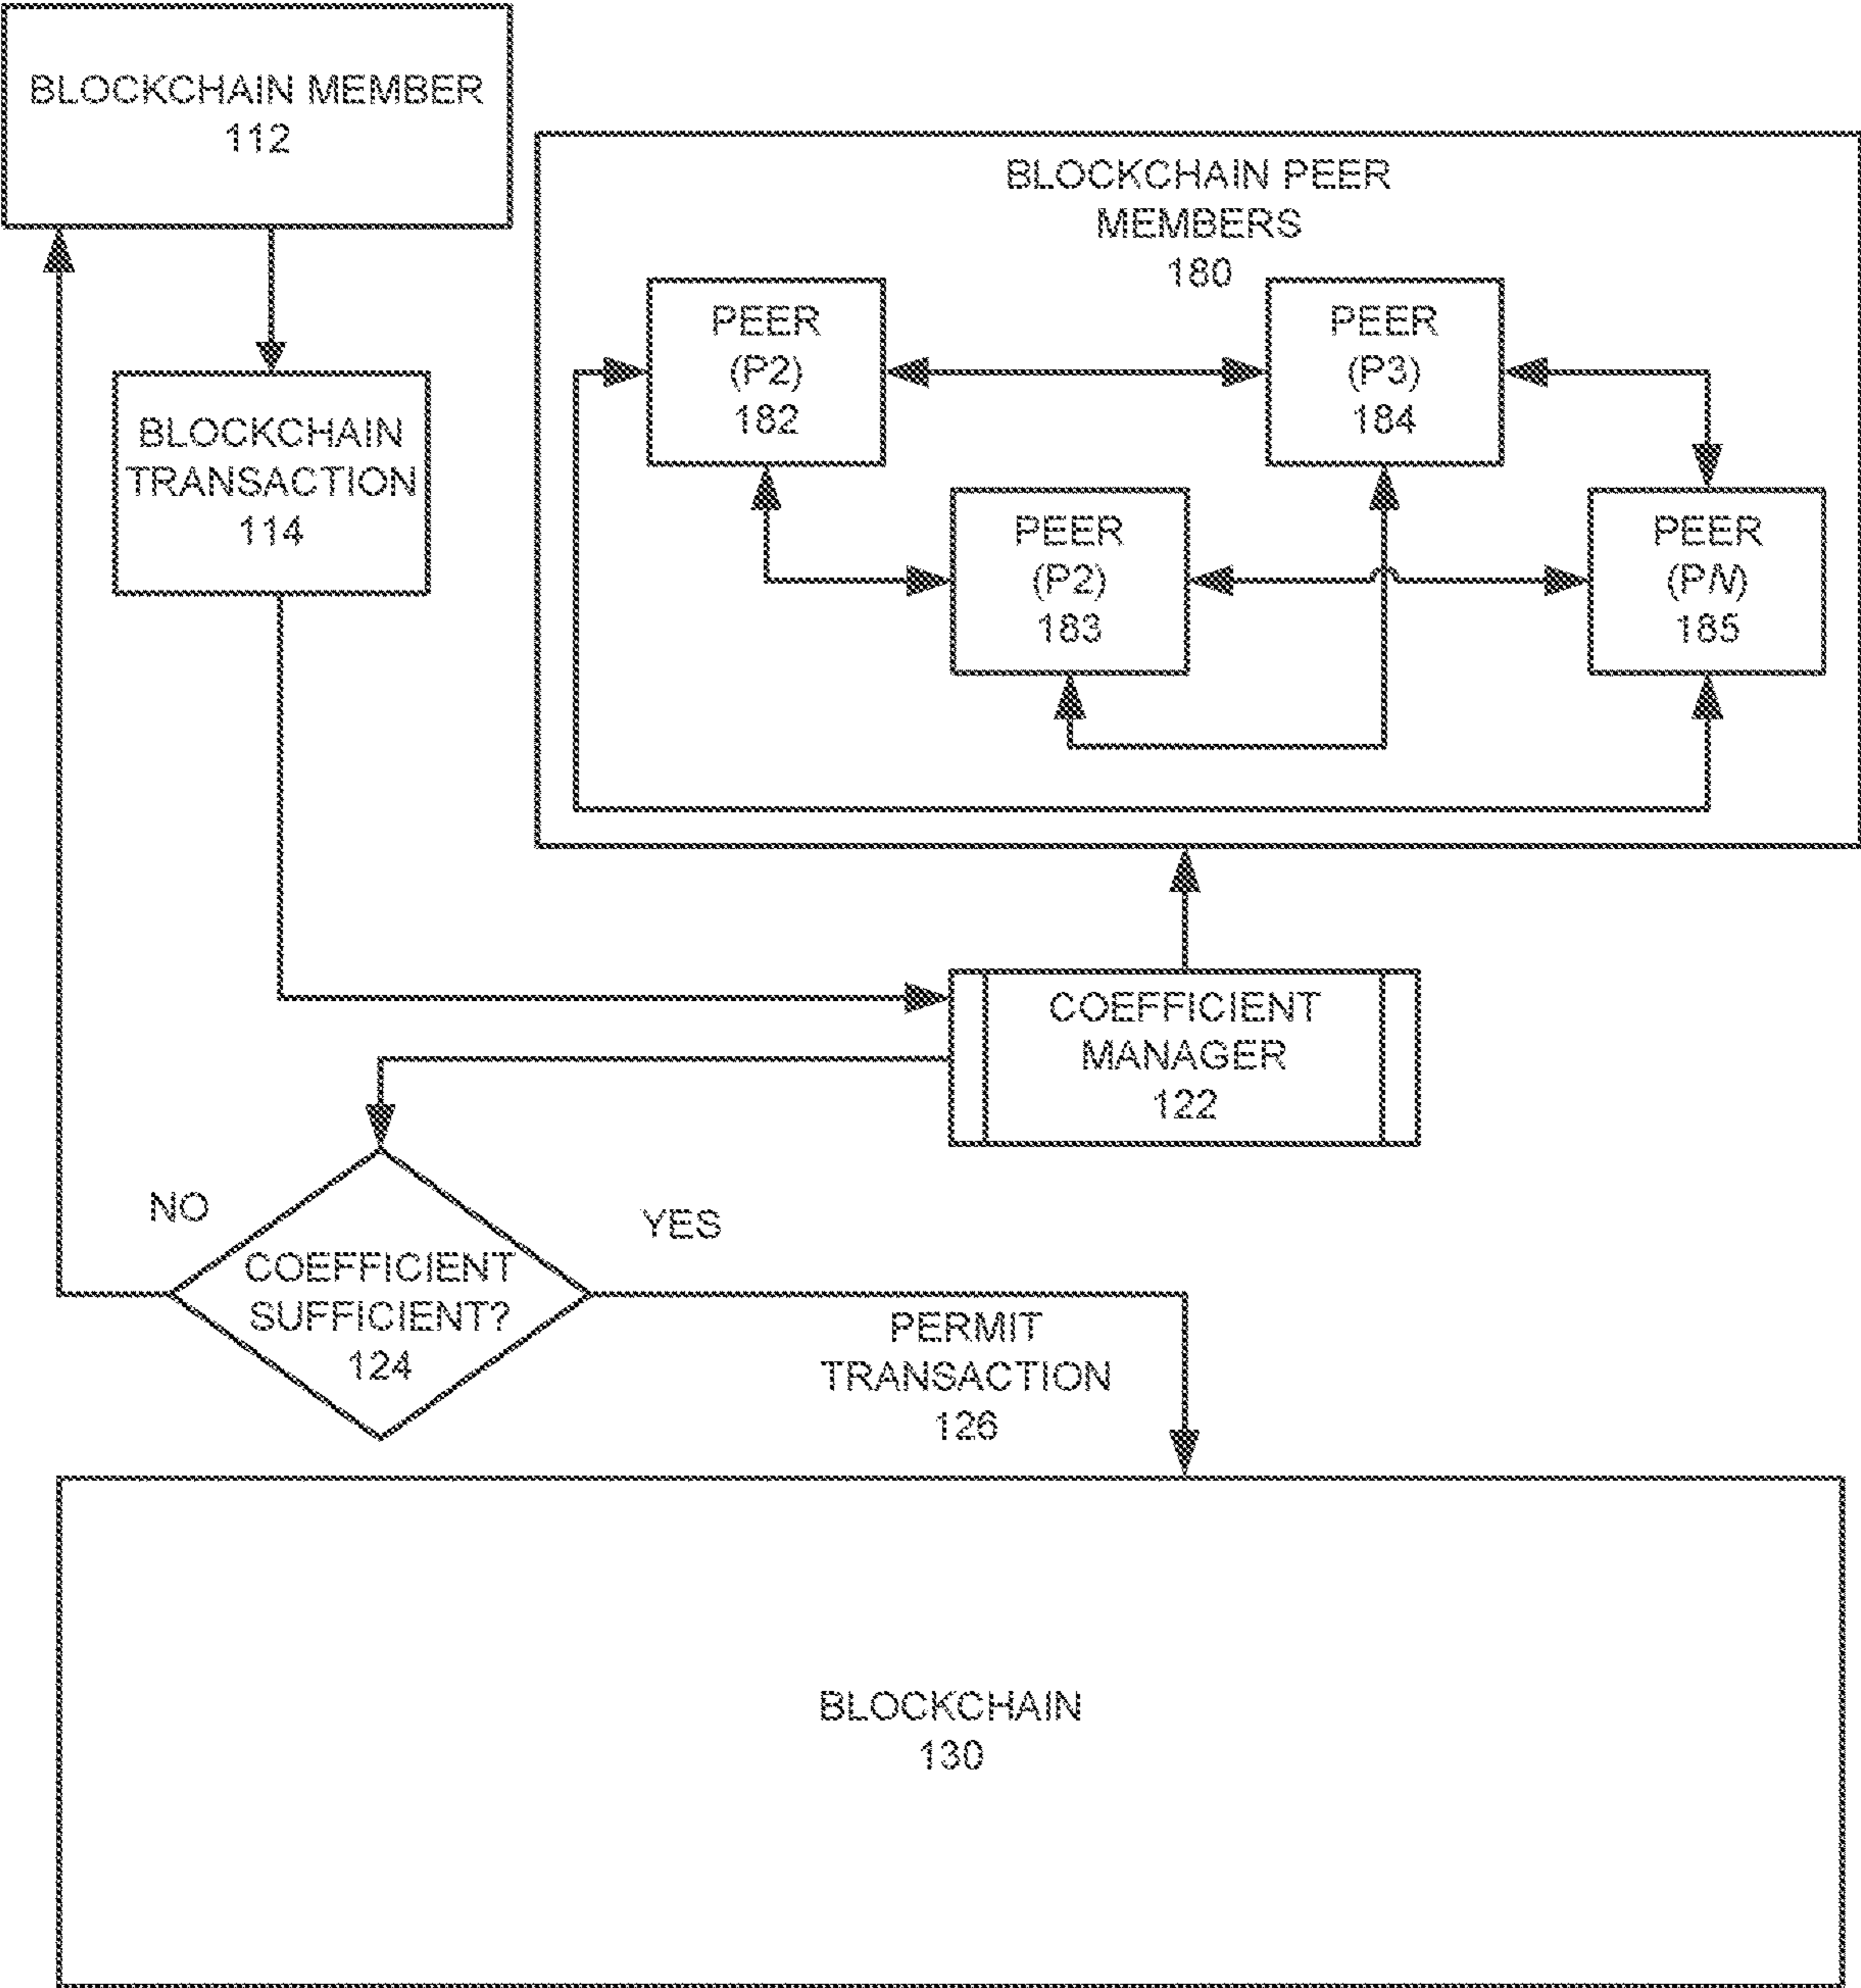 BLOCKCHAIN MEMBER
112
BLOCKCHAIN PEER
MEMBERS
180
PEER
(P2)
182
PEER
(P3)
184
BLOCKCHAIN
TRANSACTION
114
PEER
(P2)
183
PEER
(PN)
185
COEFFICIENT
MANAGER
122
NO
YES
COEFFICIENT
SUFFICIENT?
124
PERMIT
TRANSACTION
126
BLOCKCHAIN
130